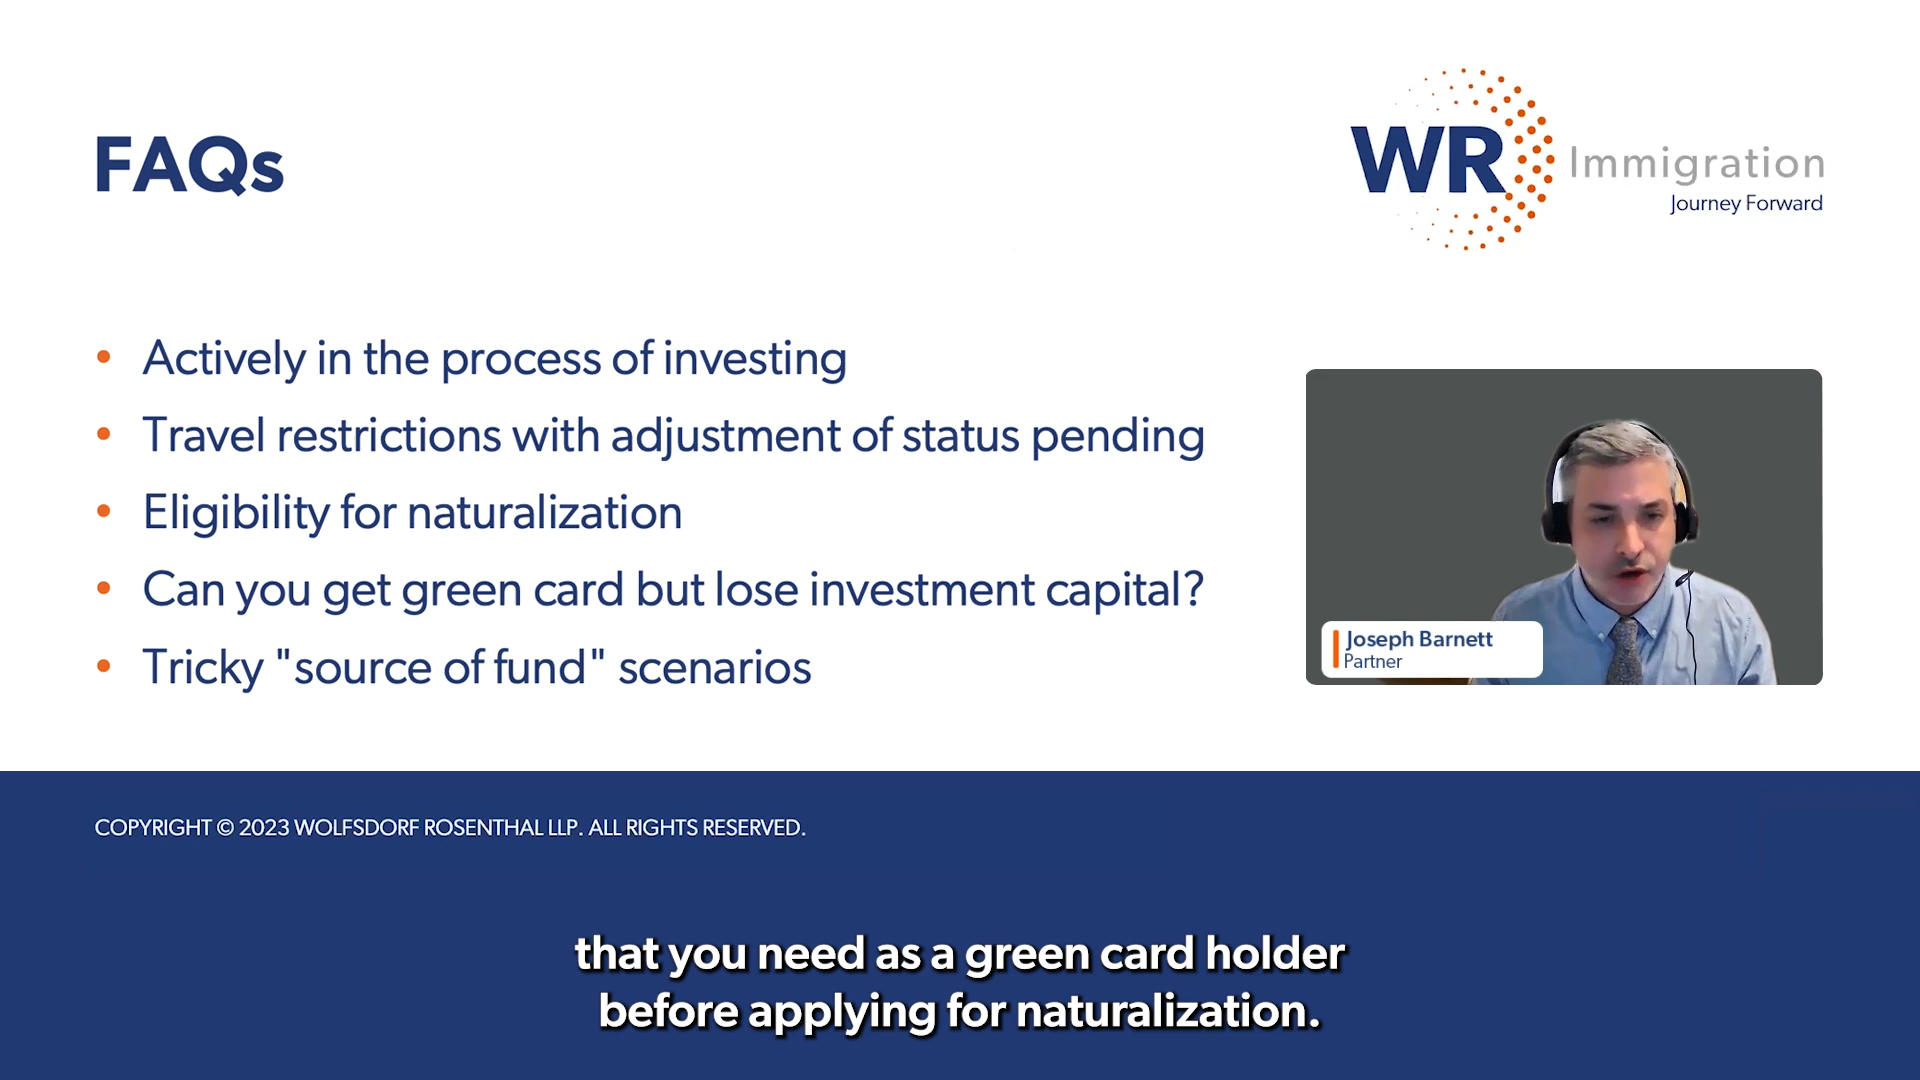 FAQs
WR Immigration
Journey Forward
• Actively in the process of investing
• Travel restrictions with adjustment of status pending
• Eligibility for naturalization
• Can you get green card but lose investment capital?
• Tricky "source of fund" scenarios
Joseph Barnett
Partner
COPYRIGHT © 2023 WOLFSDORF ROSENTHAL LLP. ALL RIGHTS RESERVED.
that you need as a green card holder
before applying for naturalization.